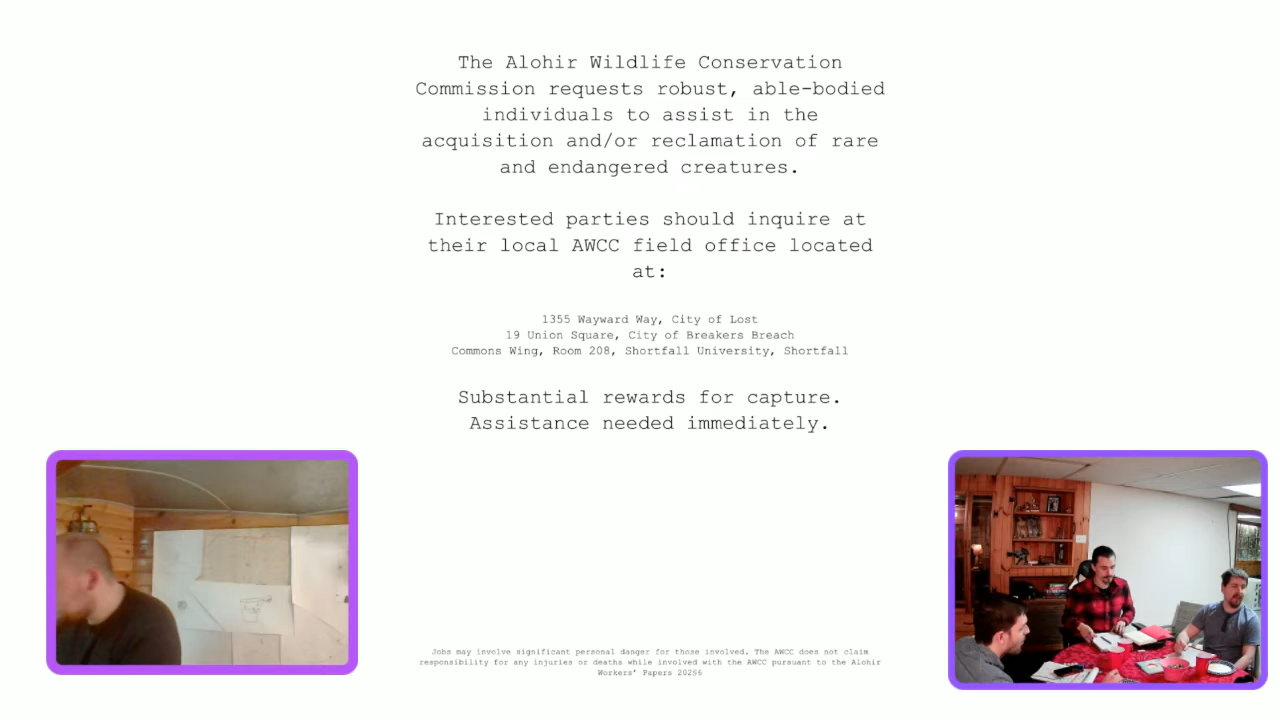 The Alohir Wildlife Conservation
Commission requests robust, able-bodied
individuals to assist in the
acquisition and/or reclamation of rare
and endangered creatures.
Interested parties should inquire at
their local AWCC field office located
at:
1355 Wayward Way, City of Lost
19 Union Square, City of Breakers Breach
Commons Wing, Room 208, Shortfall University, Shortfall
Substantial rewards for capture.
Assistance needed immediately.
Jobs may involve significant personal danger for those involved. The AWCC does not claim
responsibility for any injuries or deaths while involved with the AWCC pursuant to the Alohir
Workers' Papers 20256